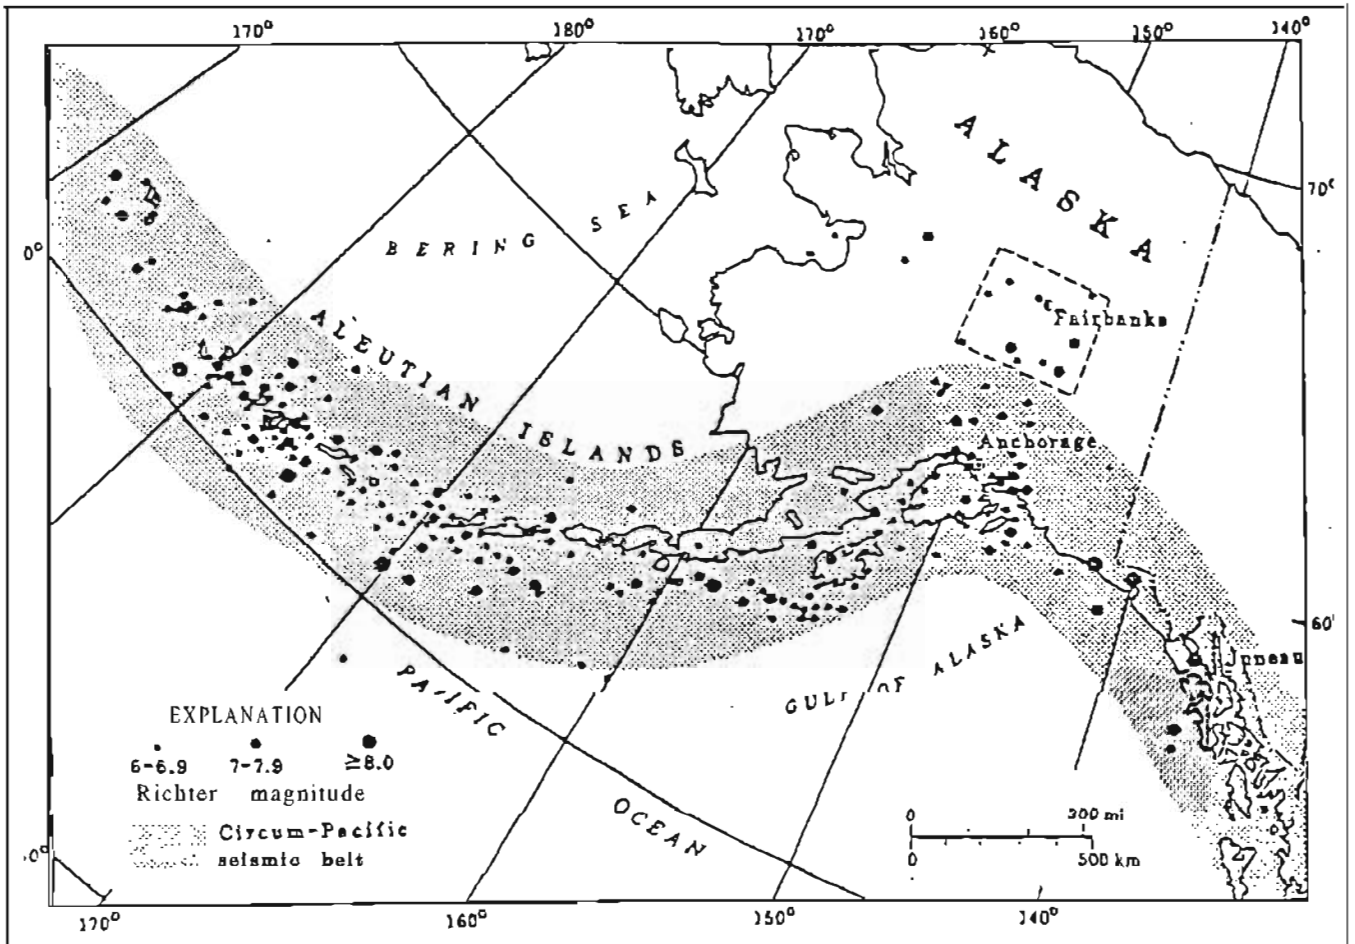 170° 180° 170° 160° 150° 140°
ALASKA
70°
BERING SEA
0°
Fairbanks
ALEUTIAN ISLANDS
Anchorage
60°
GULF OF ALASKA
Juneau
PACIFIC OCEAN
EXPLANATION
6-6.9 7-7.9 ≥8.0
Richter magnitude
Circum-Pacific
seismic belt
0 300 mi
0 500 km
0°
170° 160° 150° 140°